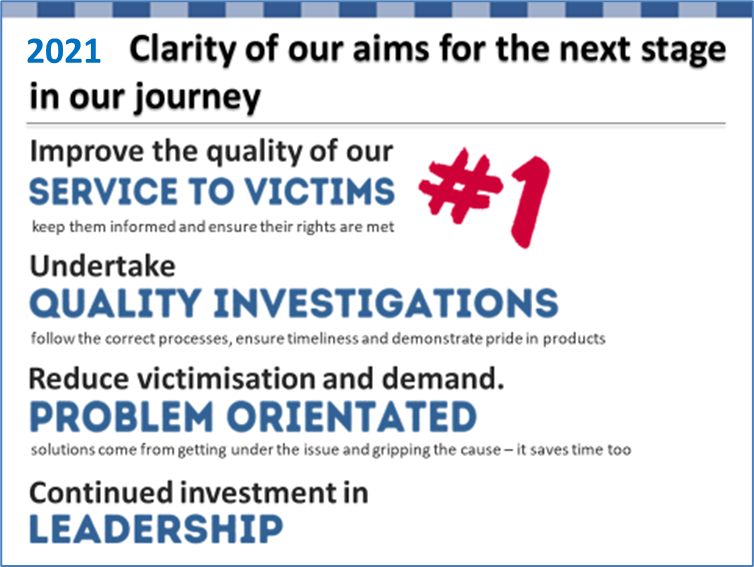 2021 Clarity of our aims for the next stage
in our journey
Improve the quality of our
SERVICE TO VICTIMS
#1
keep them informed and ensure their rights are met
Undertake
QUALITY INVESTIGATIONS
follow the correct processes, ensure timeliness and demonstrate pride in products
Reduce victimisation and demand.
PROBLEM ORIENTATED
solutions come from getting under the issue and gripping the cause – it saves time too
Continued investment in
LEADERSHIP